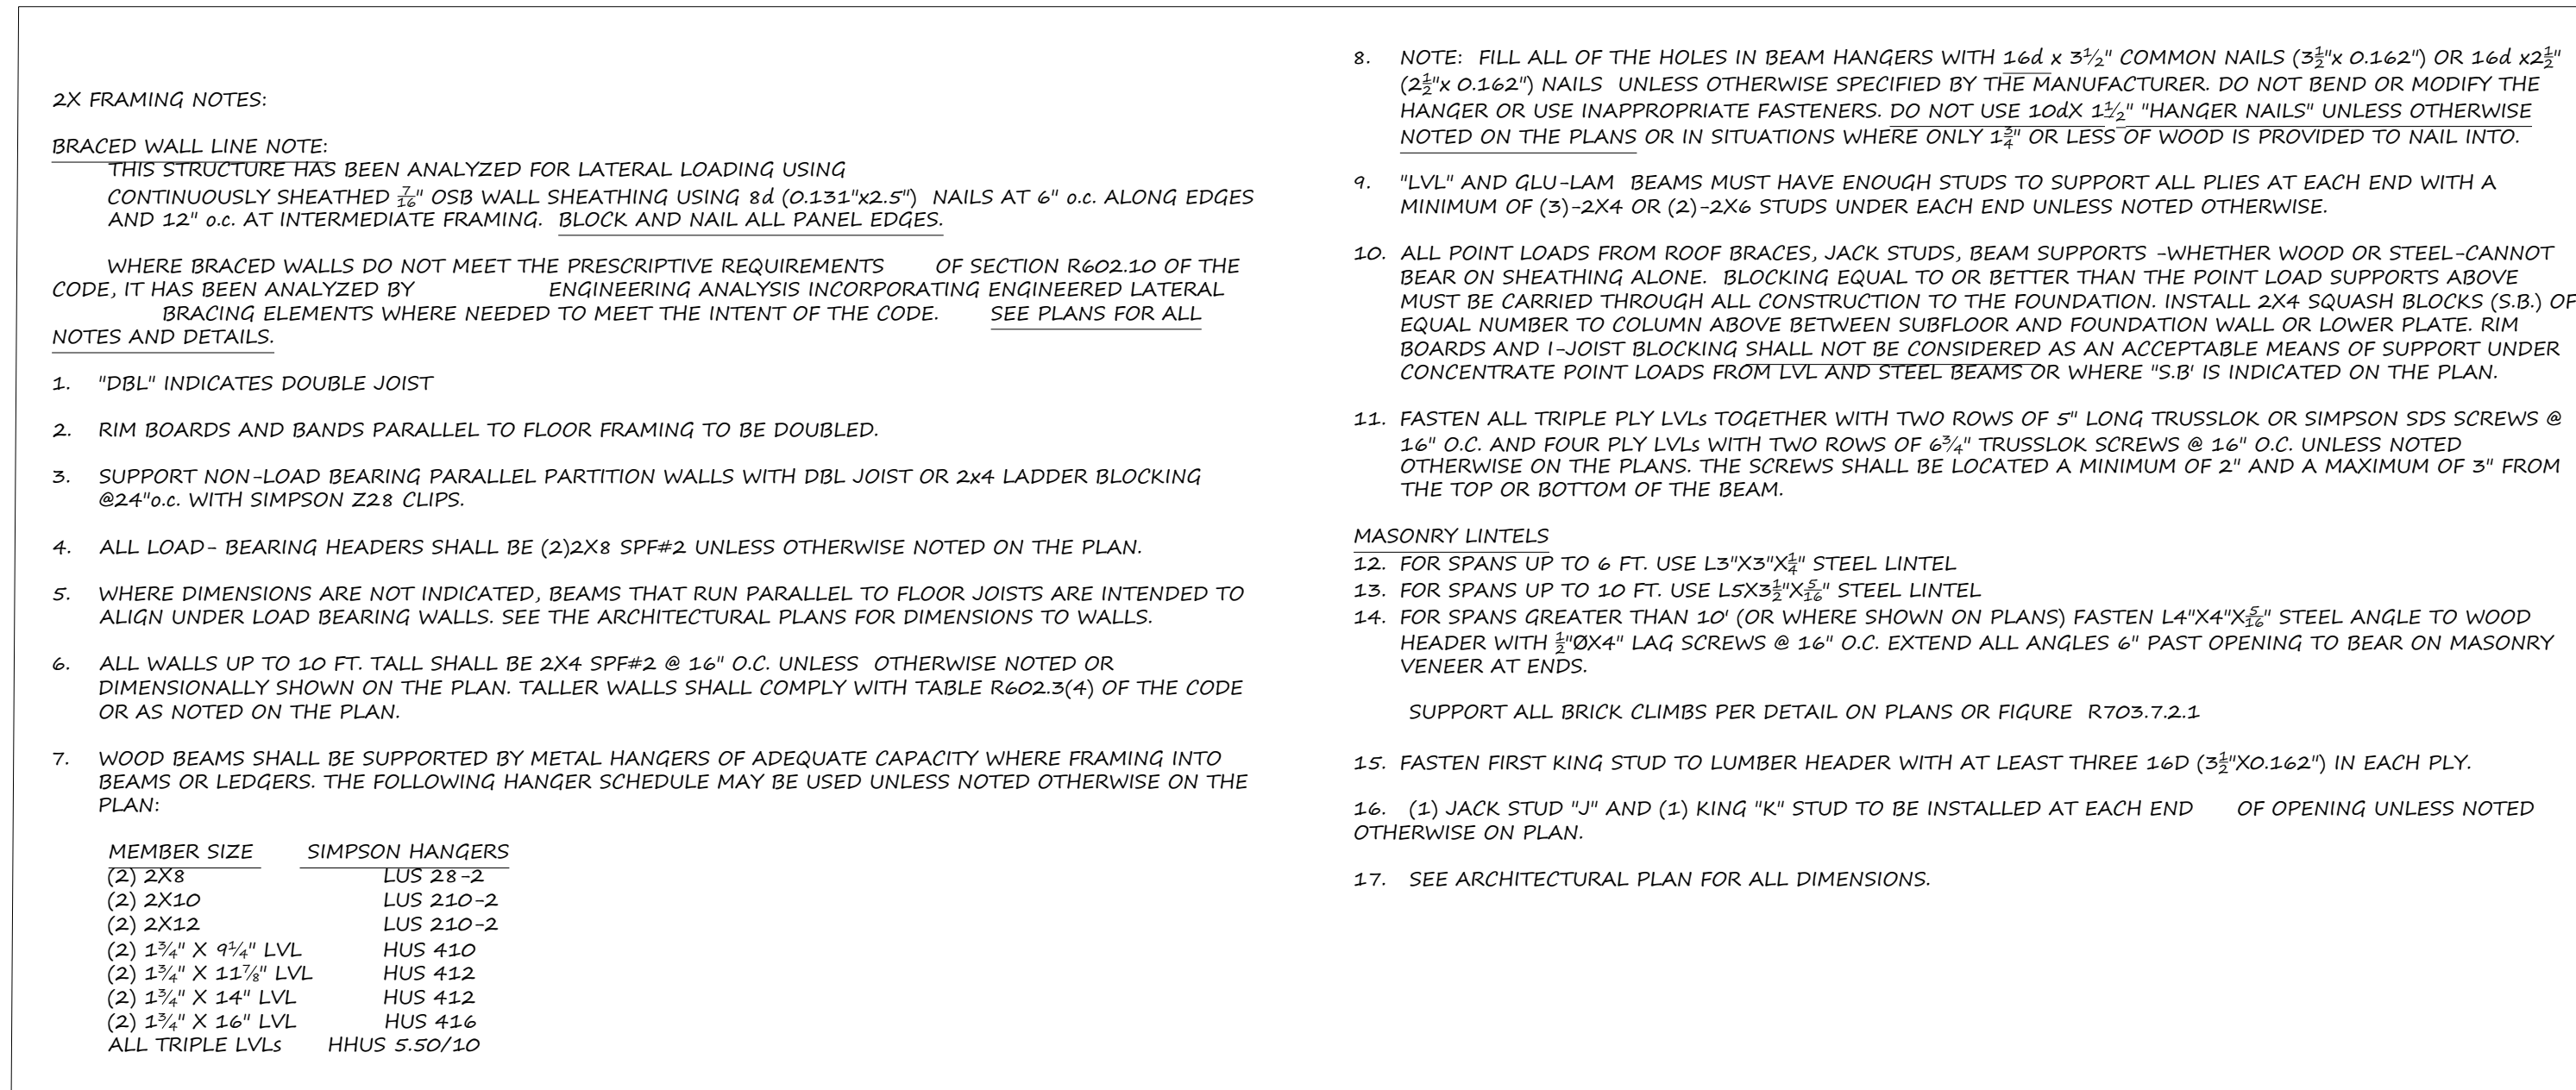 2X FRAMING NOTES:
BRACED WALL LINE NOTE:
THIS STRUCTURE HAS BEEN ANALYZED FOR LATERAL LOADING USING
CONTINUOUSLY SHEATHED 7/16" OSB WALL SHEATHING USING 8d (0.131"x2.5") NAILS AT 6" o.c. ALONG EDGES
AND 12" o.c. AT INTERMEDIATE FRAMING. BLOCK AND NAIL ALL PANEL EDGES.
WHERE BRACED WALLS DO NOT MEET THE PRESCRIPTIVE REQUIREMENTS OF SECTION R602.10 OF THE
CODE, IT HAS BEEN ANALYZED BY ENGINEERING ANALYSIS INCORPORATING ENGINEERED LATERAL
BRACING ELEMENTS WHERE NEEDED TO MEET THE INTENT OF THE CODE. SEE PLANS FOR ALL
NOTES AND DETAILS.
1. "DBL" INDICATES DOUBLE JOIST
2. RIM BOARDS AND BANDS PARALLEL TO FLOOR FRAMING TO BE DOUBLED.
3. SUPPORT NON-LOAD BEARING PARALLEL PARTITION WALLS WITH DBL JOIST OR 2x4 LADDER BLOCKING
@24"o.c. WITH SIMPSON Z28 CLIPS.
4. ALL LOAD- BEARING HEADERS SHALL BE (2)2X8 SPF#2 UNLESS OTHERWISE NOTED ON THE PLAN.
5. WHERE DIMENSIONS ARE NOT INDICATED, BEAMS THAT RUN PARALLEL TO FLOOR JOISTS ARE INTENDED TO
ALIGN UNDER LOAD BEARING WALLS. SEE THE ARCHITECTURAL PLANS FOR DIMENSIONS TO WALLS.
6. ALL WALLS UP TO 10 FT. TALL SHALL BE 2X4 SPF#2 @ 16" O.C. UNLESS OTHERWISE NOTED OR
DIMENSIONALLY SHOWN ON THE PLAN. TALLER WALLS SHALL COMPLY WITH TABLE R602.3(4) OF THE CODE
OR AS NOTED ON THE PLAN.
7. WOOD BEAMS SHALL BE SUPPORTED BY METAL HANGERS OF ADEQUATE CAPACITY WHERE FRAMING INTO
BEAMS OR LEDGERS. THE FOLLOWING HANGER SCHEDULE MAY BE USED UNLESS NOTED OTHERWISE ON THE
PLAN:
MEMBER SIZE SIMPSON HANGERS
(2) 2X8 LUS 28-2
(2) 2X10 LUS 210-2
(2) 2X12 LUS 210-2
(2) 1¾" X 9¼" LVL HUS 410
(2) 1¾" X 11⅞" LVL HUS 412
(2) 1¾" X 14" LVL HUS 412
(2) 1¾" X 16" LVL HUS 416
ALL TRIPLE LVLs HHUS 5.50/10
8. NOTE: FILL ALL OF THE HOLES IN BEAM HANGERS WITH 16d x 3½" COMMON NAILS (3½"x 0.162") OR 16d x2½"
(2½"x 0.162") NAILS UNLESS OTHERWISE SPECIFIED BY THE MANUFACTURER. DO NOT BEND OR MODIFY THE
HANGER OR USE INAPPROPRIATE FASTENERS. DO NOT USE 10dX 1½" "HANGER NAILS" UNLESS OTHERWISE
NOTED ON THE PLANS OR IN SITUATIONS WHERE ONLY 1¾" OR LESS OF WOOD IS PROVIDED TO NAIL INTO.
9. "LVL" AND GLU-LAM BEAMS MUST HAVE ENOUGH STUDS TO SUPPORT ALL PLIES AT EACH END WITH A
MINIMUM OF (3)-2X4 OR (2)-2X6 STUDS UNDER EACH END UNLESS NOTED OTHERWISE.
10. ALL POINT LOADS FROM ROOF BRACES, JACK STUDS, BEAM SUPPORTS -WHETHER WOOD OR STEEL-CANNOT
BEAR ON SHEATHING ALONE. BLOCKING EQUAL TO OR BETTER THAN THE POINT LOAD SUPPORTS ABOVE
MUST BE CARRIED THROUGH ALL CONSTRUCTION TO THE FOUNDATION. INSTALL 2X4 SQUASH BLOCKS (S.B.) OF
EQUAL NUMBER TO COLUMN ABOVE BETWEEN SUBFLOOR AND FOUNDATION WALL OR LOWER PLATE. RIM
BOARDS AND I-JOIST BLOCKING SHALL NOT BE CONSIDERED AS AN ACCEPTABLE MEANS OF SUPPORT UNDER
CONCENTRATE POINT LOADS FROM LVL AND STEEL BEAMS OR WHERE "S.B' IS INDICATED ON THE PLAN.
11. FASTEN ALL TRIPLE PLY LVLs TOGETHER WITH TWO ROWS OF 5" LONG TRUSSLOK OR SIMPSON SDS SCREWS @
16" O.C. AND FOUR PLY LVLs WITH TWO ROWS OF 6¾" TRUSSLOK SCREWS @ 16" O.C. UNLESS NOTED
OTHERWISE ON THE PLANS. THE SCREWS SHALL BE LOCATED A MINIMUM OF 2" AND A MAXIMUM OF 3" FROM
THE TOP OR BOTTOM OF THE BEAM.
MASONRY LINTELS
12. FOR SPANS UP TO 6 FT. USE L3"X3"X¼" STEEL LINTEL
13. FOR SPANS UP TO 10 FT. USE L5X3½"X5/16" STEEL LINTEL
14. FOR SPANS GREATER THAN 10' (OR WHERE SHOWN ON PLANS) FASTEN L4"X4"X5/16" STEEL ANGLE TO WOOD
HEADER WITH ½"ØX4" LAG SCREWS @ 16" O.C. EXTEND ALL ANGLES 6" PAST OPENING TO BEAR ON MASONRY
VENEER AT ENDS.
SUPPORT ALL BRICK CLIMBS PER DETAIL ON PLANS OR FIGURE R703.7.2.1
15. FASTEN FIRST KING STUD TO LUMBER HEADER WITH AT LEAST THREE 16D (3½"X0.162") IN EACH PLY.
16. (1) JACK STUD "J" AND (1) KING "K" STUD TO BE INSTALLED AT EACH END OF OPENING UNLESS NOTED
OTHERWISE ON PLAN.
17. SEE ARCHITECTURAL PLAN FOR ALL DIMENSIONS.